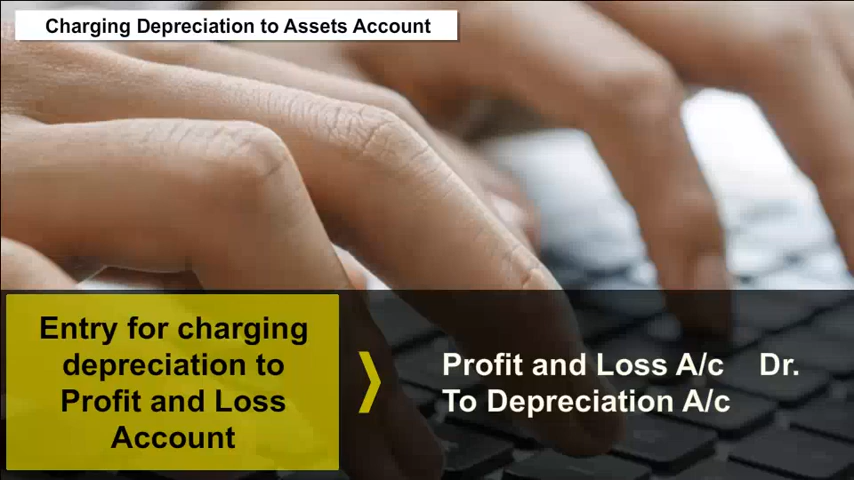 Charging Depreciation to Assets Account
Entry for charging
depreciation to
Profit and Loss
Account
Profit and Loss A/c Dr.
To Depreciation A/c